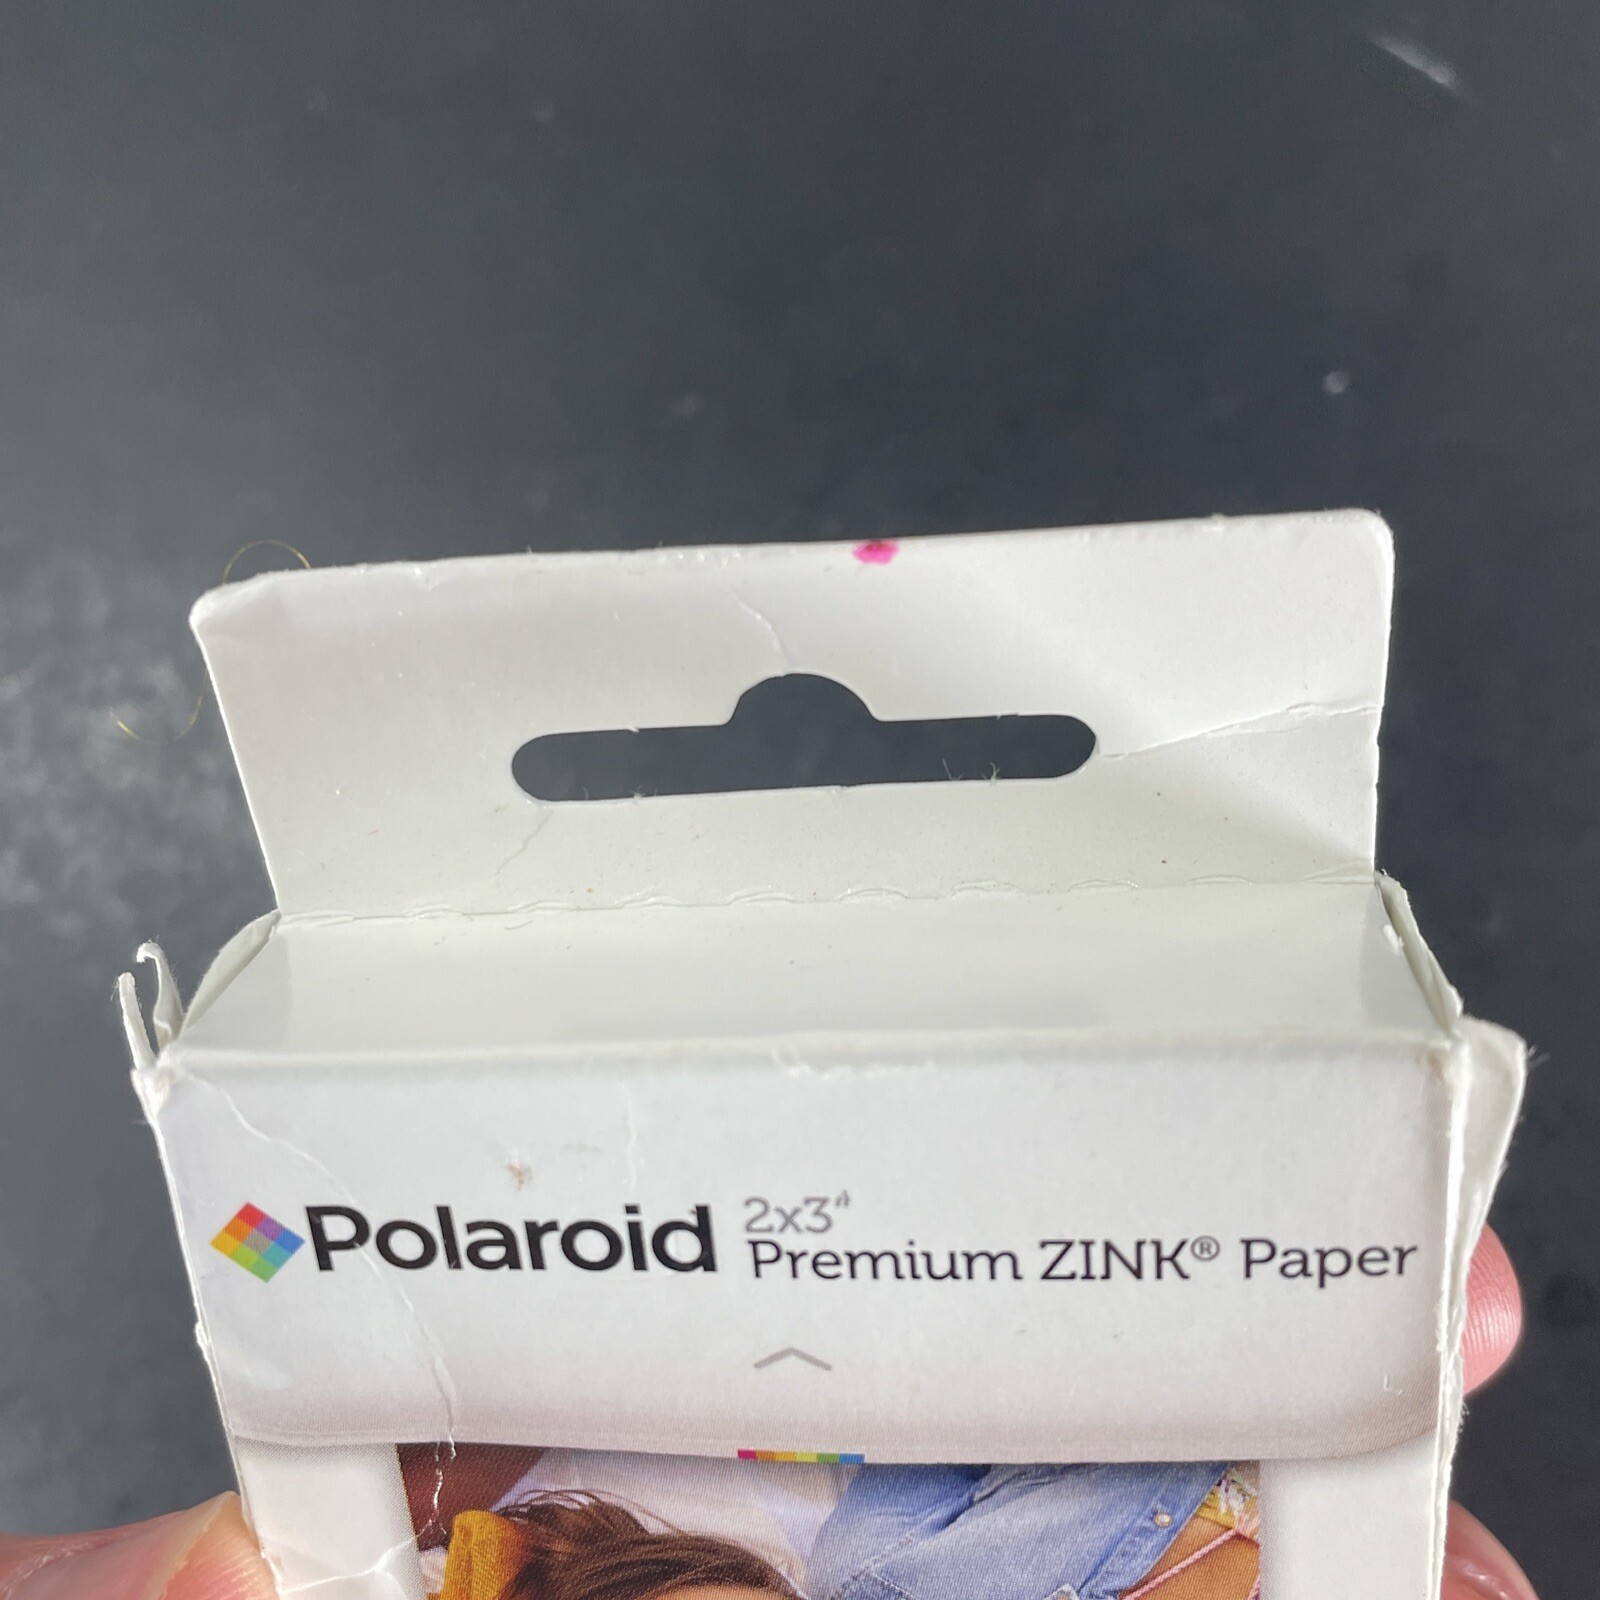 Polaroid
2x3"
Premium ZINK® Paper